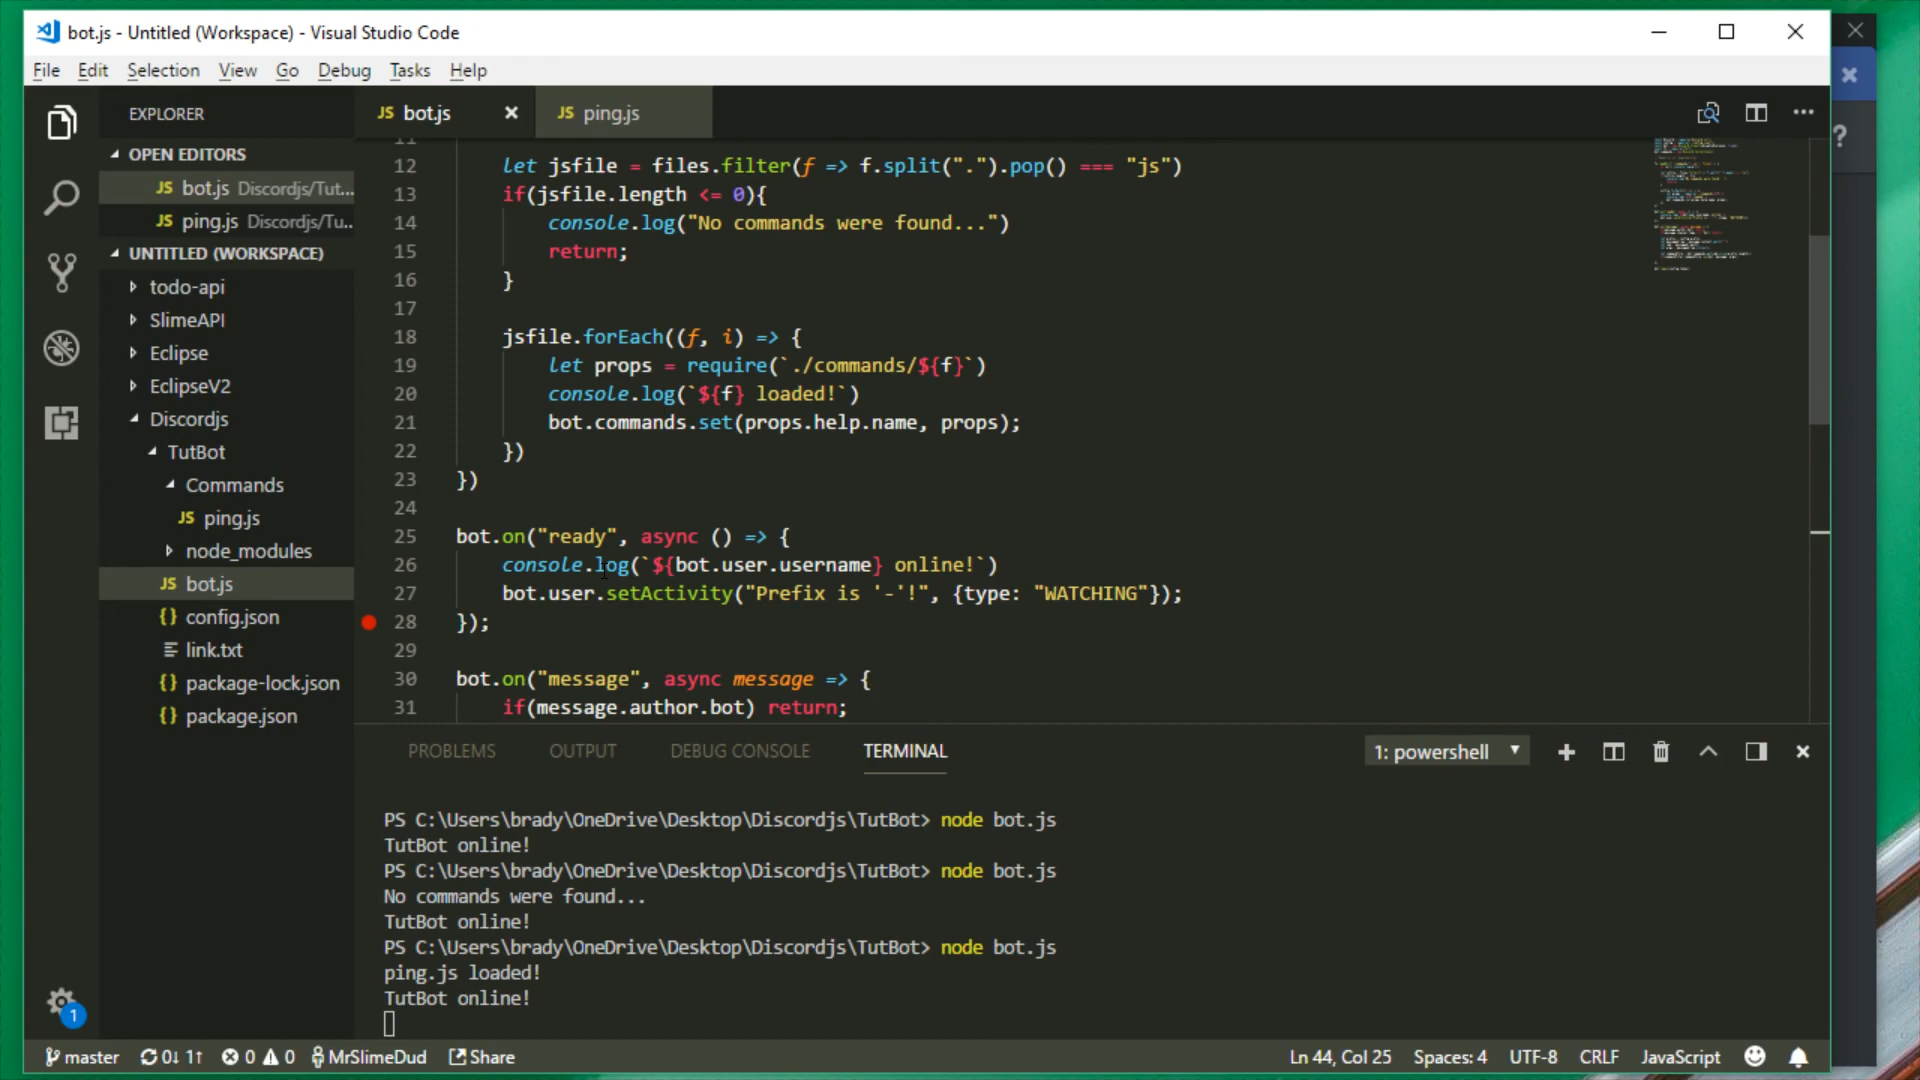 bot.js - Untitled (Workspace) - Visual Studio Code
File Edit Selection View Go Debug Tasks Help
EXPLORER
OPEN EDITORS
JS bot.js Discordjs/Tut...
JS ping.js Discordjs/Tu...
UNTITLED (WORKSPACE)
todo-api
SlimeAPI
Eclipse
EclipseV2
Discordjs
TutBot
Commands
JS ping.js
node_modules
JS bot.js
{} config.json
link.txt
{} package-lock.json
{} package.json
JS bot.js
JS ping.js
11
12 let jsfile = files.filter(f => f.split(".").pop() === "js")
13 if(jsfile.length <= 0){
14 console.log("No commands were found...")
15 return;
16 }
17
18 jsfile.forEach((f, i) => {
19 let props = require(`./commands/${f}`)
20 console.log(`${f} loaded!`)
21 bot.commands.set(props.help.name, props);
22 })
23 })
24
25 bot.on("ready", async () => {
26 console.log(`${bot.user.username} online!`)
27 bot.user.setActivity("Prefix is '-'!", {type: "WATCHING"});
28 });
29
30 bot.on("message", async message => {
31 if(message.author.bot) return;
PROBLEMS OUTPUT DEBUG CONSOLE TERMINAL
1: powershell
PS C:\Users\brady\OneDrive\Desktop\Discordjs\TutBot> node bot.js
TutBot online!
PS C:\Users\brady\OneDrive\Desktop\Discordjs\TutBot> node bot.js
No commands were found...
TutBot online!
PS C:\Users\brady\OneDrive\Desktop\Discordjs\TutBot> node bot.js
ping.js loaded!
TutBot online!
1
master 0↓ 1↑ 0 0 MrSlimeDud Share
Ln 44, Col 25 Spaces: 4 UTF-8 CRLF JavaScript